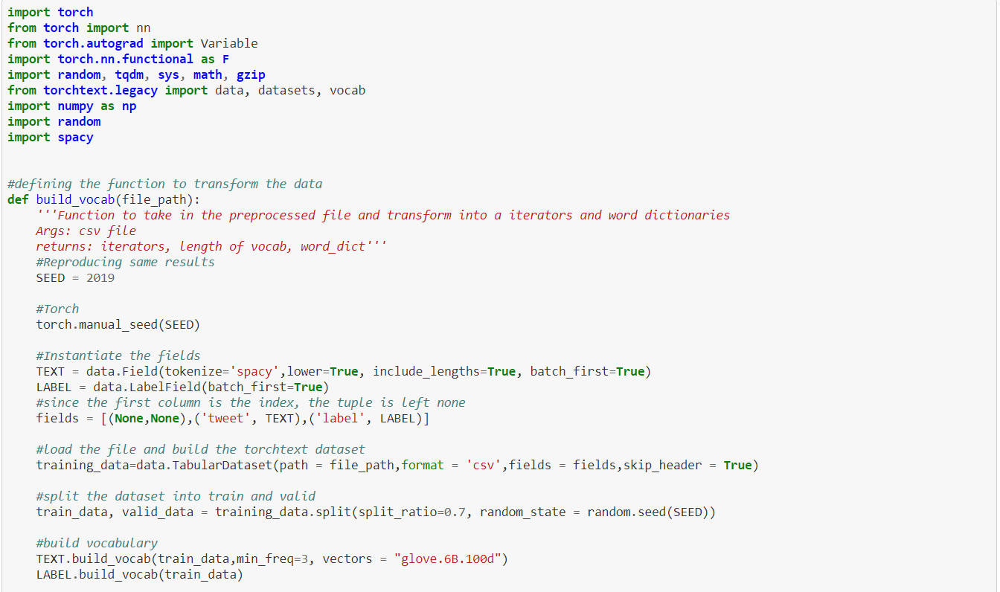 import torch
from torch import nn
from torch.autograd import Variable
import torch.nn.functional as F
import random, tqdm, sys, math, gzip
from torchtext.legacy import data, datasets, vocab
import numpy as np
import random
import spacy
#defining the function to transform the data
def build_vocab(file_path):
    '''Function to take in the preprocessed file and transform into a iterators and word dictionaries
    Args: csv file
    returns: iterators, length of vocab, word_dict'''
    #Reproducing same results
    SEED = 2019
    #Torch
    torch.manual_seed(SEED)
    #Instantiate the fields
    TEXT = data.Field(tokenize='spacy',lower=True, include_lengths=True, batch_first=True)
    LABEL = data.LabelField(batch_first=True)
    #since the first column is the index, the tuple is left none
    fields = [(None,None),('tweet', TEXT),('label', LABEL)]
    #load the file and build the torchtext dataset
    training_data=data.TabularDataset(path = file_path,format = 'csv',fields = fields,skip_header = True)
    #split the dataset into train and valid
    train_data, valid_data = training_data.split(split_ratio=0.7, random_state = random.seed(SEED))
    #build vocabulary
    TEXT.build_vocab(train_data,min_freq=3, vectors = "glove.6B.100d")
    LABEL.build_vocab(train_data)